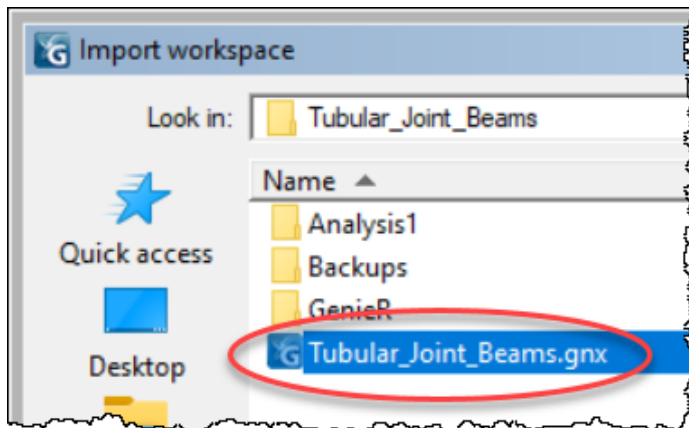 Import workspace
Look in: Tubular_Joint_Beams
Name
Quick access
Desktop
Analysis1
Backups
GenieR
Tubular_Joint_Beams.gnx